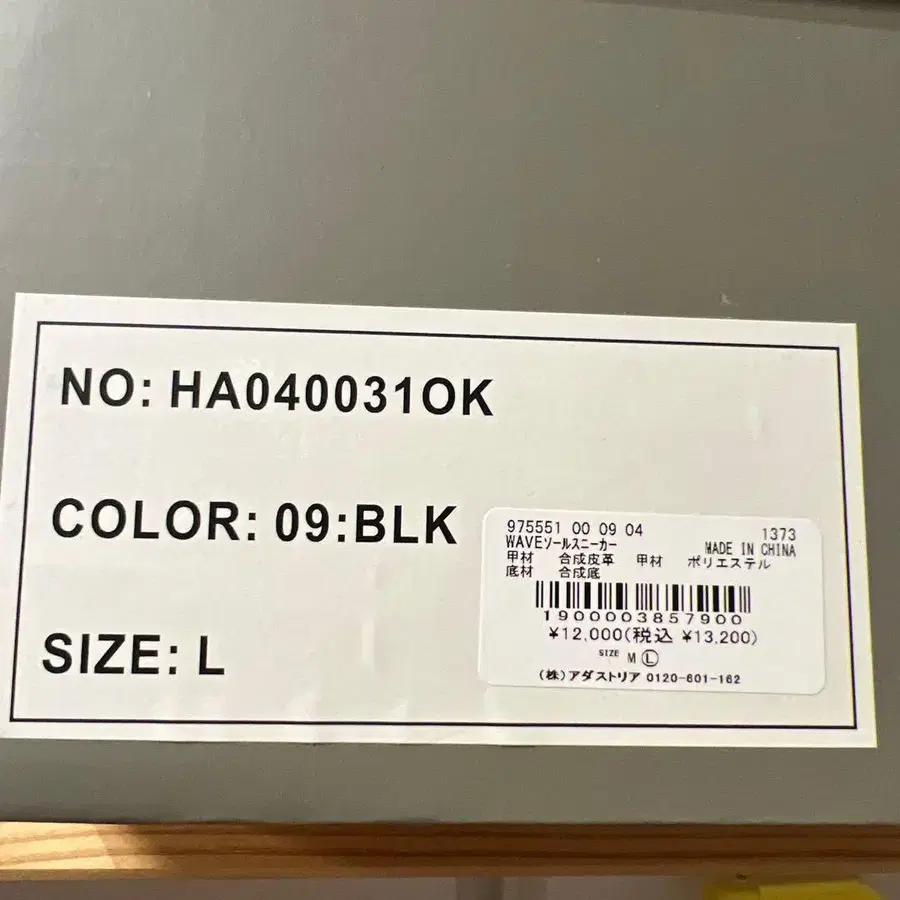 NO: HA040031OK
COLOR: 09:BLK
SIZE: L
975551 00 09 04 1373
WAVEソールスニーカー MADE IN CHINA
甲材 合成皮革 甲材 ポリエステル
底材 合成底
1900003857900
¥12,000(税込 ¥13,200)
SIZE M L
(株)アダストリア 0120-601-162